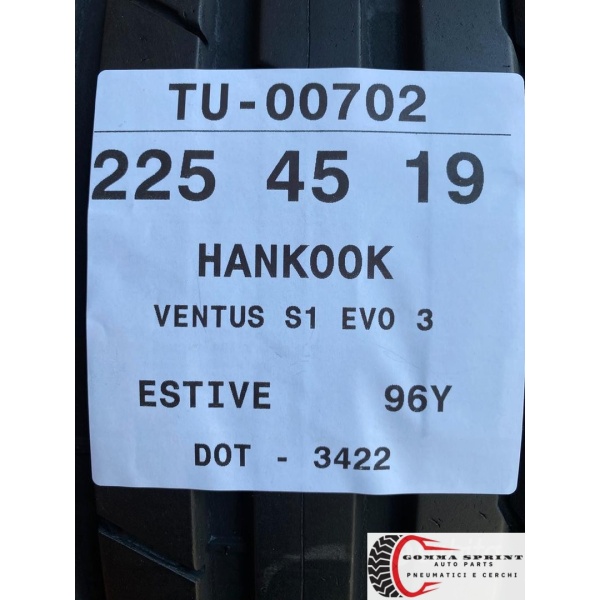 TU-00702
225 45 19
HANKOOK
VENTUS S1 EVO 3
ESTIVE 96Y
DOT - 3422
GOMMA SPRINT
AUTO PARTS
PNEUMATICI E CERCHI